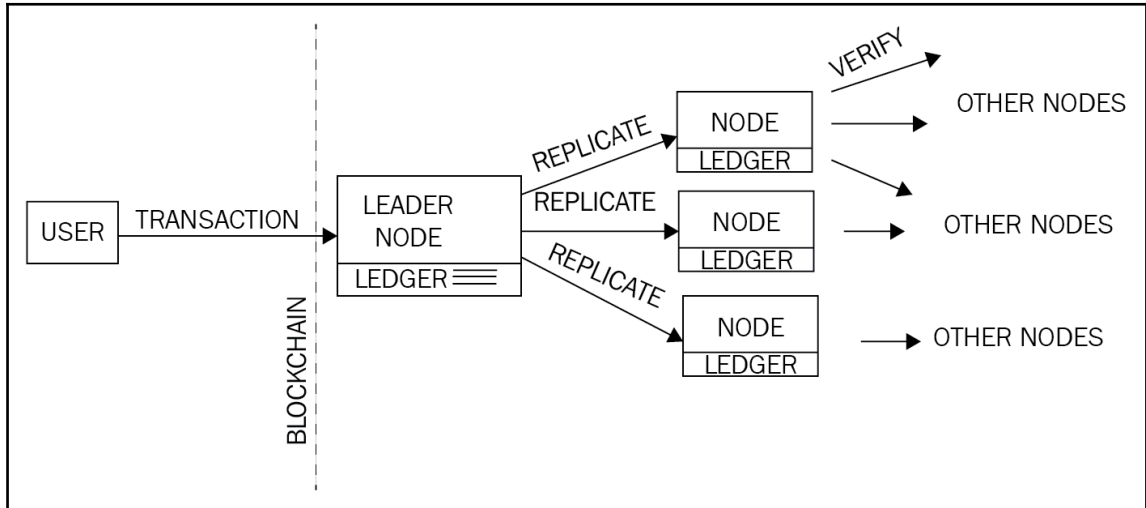 VERIFY
OTHER NODES
NODE
LEDGER
REPLICATE
LEADER
NODE
LEDGER
USER
TRANSACTION
REPLICATE
NODE
LEDGER
OTHER NODES
REPLICATE
NODE
LEDGER
OTHER NODES
BLOCKCHAIN